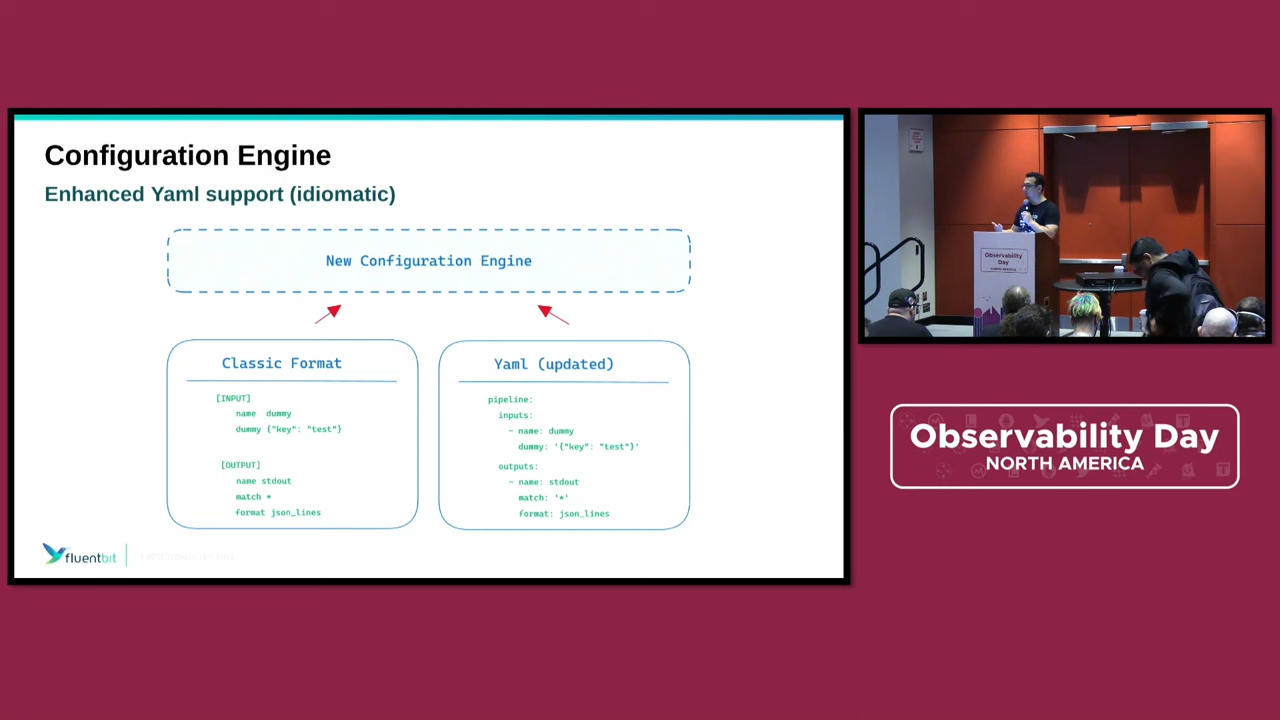 Configuration Engine
Enhanced Yaml support (idiomatic)
New Configuration Engine
Classic Format
[INPUT]
name dummy
dummy {"key": "test"}
[OUTPUT]
name stdout
match *
format json_lines
Yaml (updated)
pipeline:
inputs:
- name: dummy
dummy: '{"key": "test"}'
outputs:
- name: stdout
match: '*'
format: json_lines
fluentbit
Observability
Day
Observability Day
NORTH AMERICA